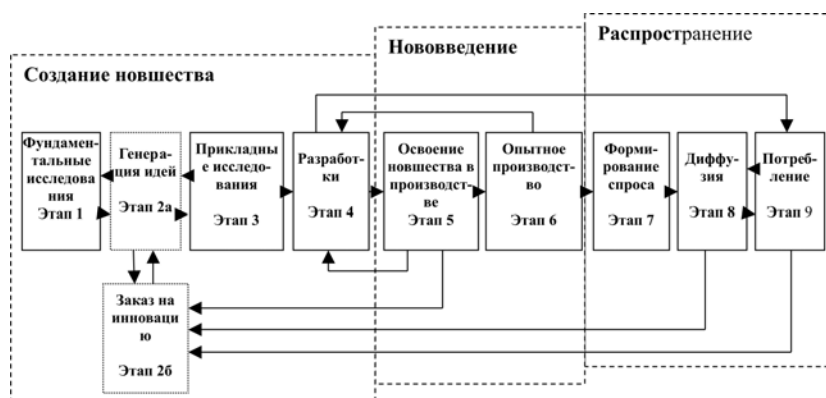 Создание новшества
Нововведение
Распространение
Фундамен-
тальные
исследова
ния
Этап 1
Генера-
ция идей
Этап 2а
Прикладны
е исследо-
вания
Этап 3
Разработ-
ки
Этап 4
Освоение
новшества в
производст-
ве
Этап 5
Опытное
производст-
во
Этап 6
Форми-
рование
спроса
Этап 7
Диффу-
зия
Этап 8
Потреб-
ление
Этап 9
Заказ на
инноваци
ю
Этап 2б